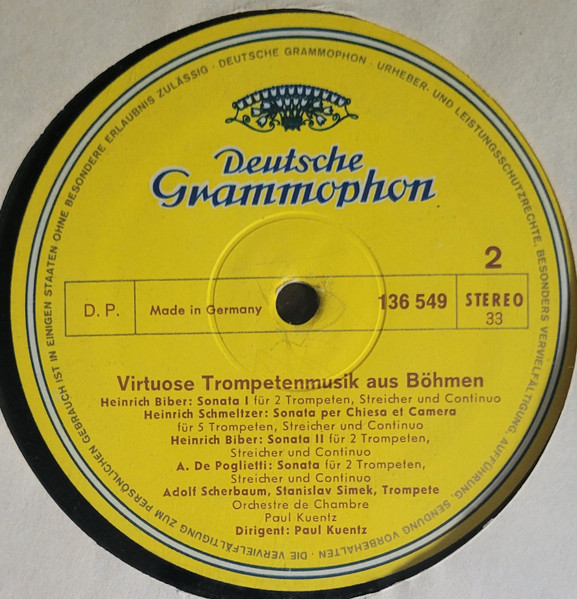 DEUTSCHE GRAMMOPHON · URHEBER- UND LEISTUNGSSCHUTZRECHTE, BESONDERS VERVIELFÄLTIGUNG, AUFFÜHRUNG, SENDUNG VORBEHALTEN · DIE VERVIELFÄLTIGUNG ZUM PERSÖNLICHEN GEBRAUCH IST IN EINIGEN STAATEN OHNE BESONDERE ERLAUBNIS ZULÄSSIG ·
Deutsche
Grammophon
2
D. P.
Made in Germany
136 549
STEREO
33
Virtuose Trompetenmusik aus Böhmen
Heinrich Biber: Sonata I für 2 Trompeten, Streicher und Continuo
Heinrich Schmeltzer: Sonata per Chiesa et Camera
für 5 Trompeten, Streicher und Continuo
Heinrich Biber: Sonata II für 2 Trompeten,
Streicher und Continuo
A. De Poglietti: Sonata für 2 Trompeten,
Streicher und Continuo
Adolf Scherbaum, Stanislav Simek, Trompete
Orchestre de Chambre
Paul Kuentz
Dirigent: Paul Kuentz